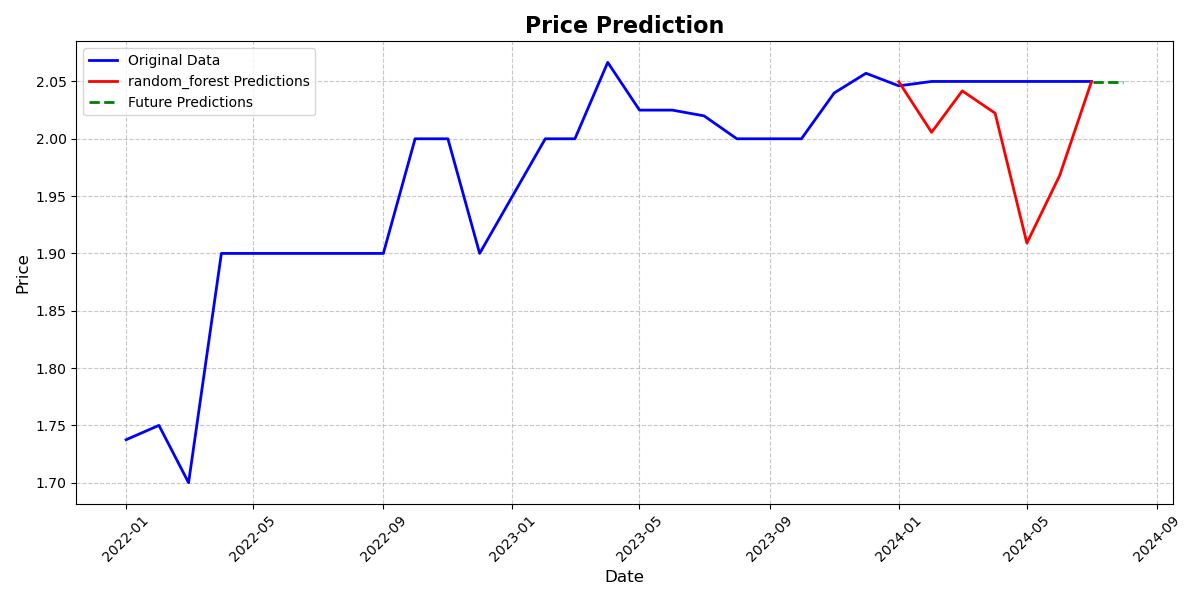 Price Prediction
Original Data
random_forest Predictions
Future Predictions
Price
2.05
2.00
1.95
1.90
1.85
1.80
1.75
1.70
2022-01
2022-05
2022-09
2023-01
2023-05
2023-09
2024-01
2024-05
2024-09
Date